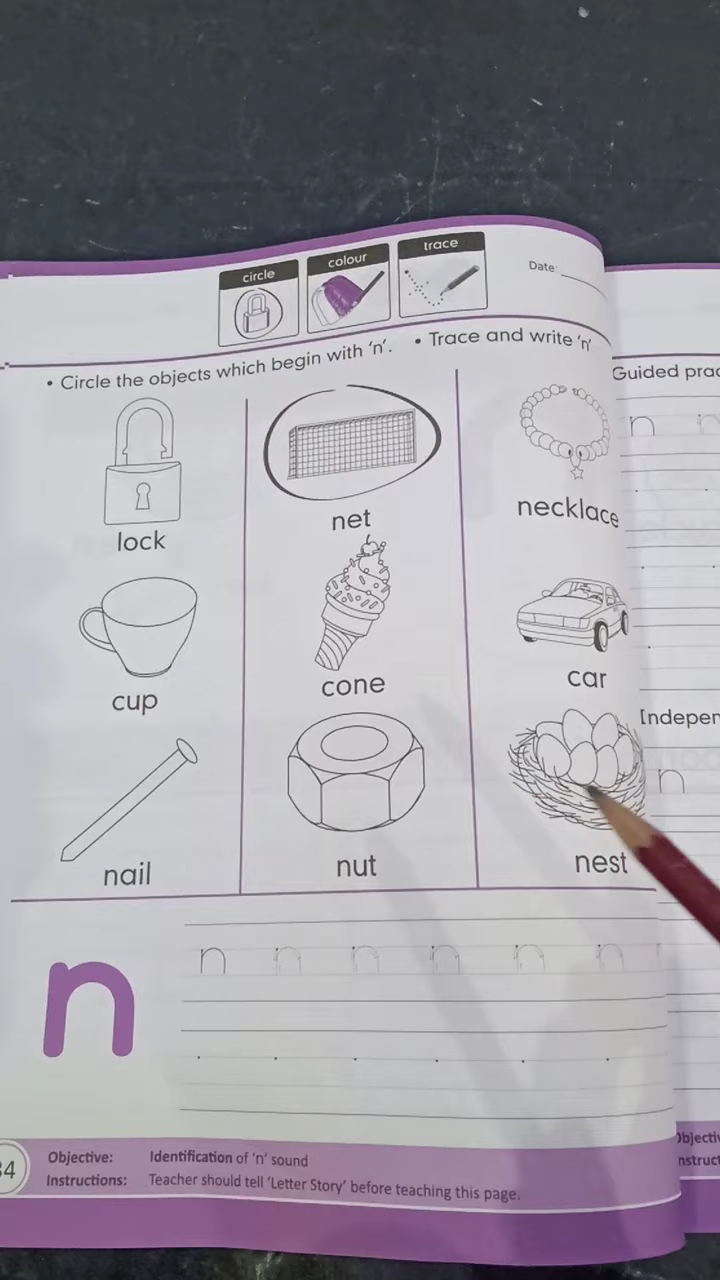 circle
colour
trace
Date:
• Circle the objects which begin with 'n'. • Trace and write 'n'
lock
net
necklace
cup
cone
car
nail
nut
nest
n n n n n n n
n
Objective: Identification of 'n' sound
Instructions: Teacher should tell 'Letter Story' before teaching this page.
34
Guided prac
n n
Indepen
n
Objecti
nstruct